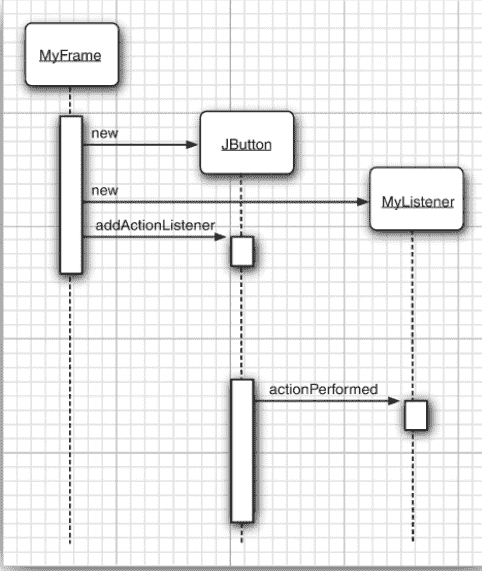 MyFrame
new
JButton
new
MyListener
addActionListener
actionPerformed